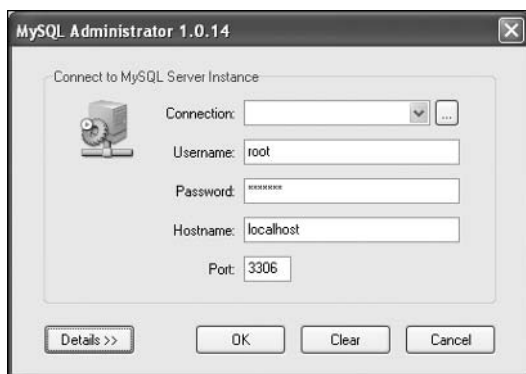 MySQL Administrator 1.0.14
Connect to MySQL Server Instance
Connection:
...
Username: root
Password: *******
Hostname: localhost
Port: 3306
Details >>
OK
Clear
Cancel